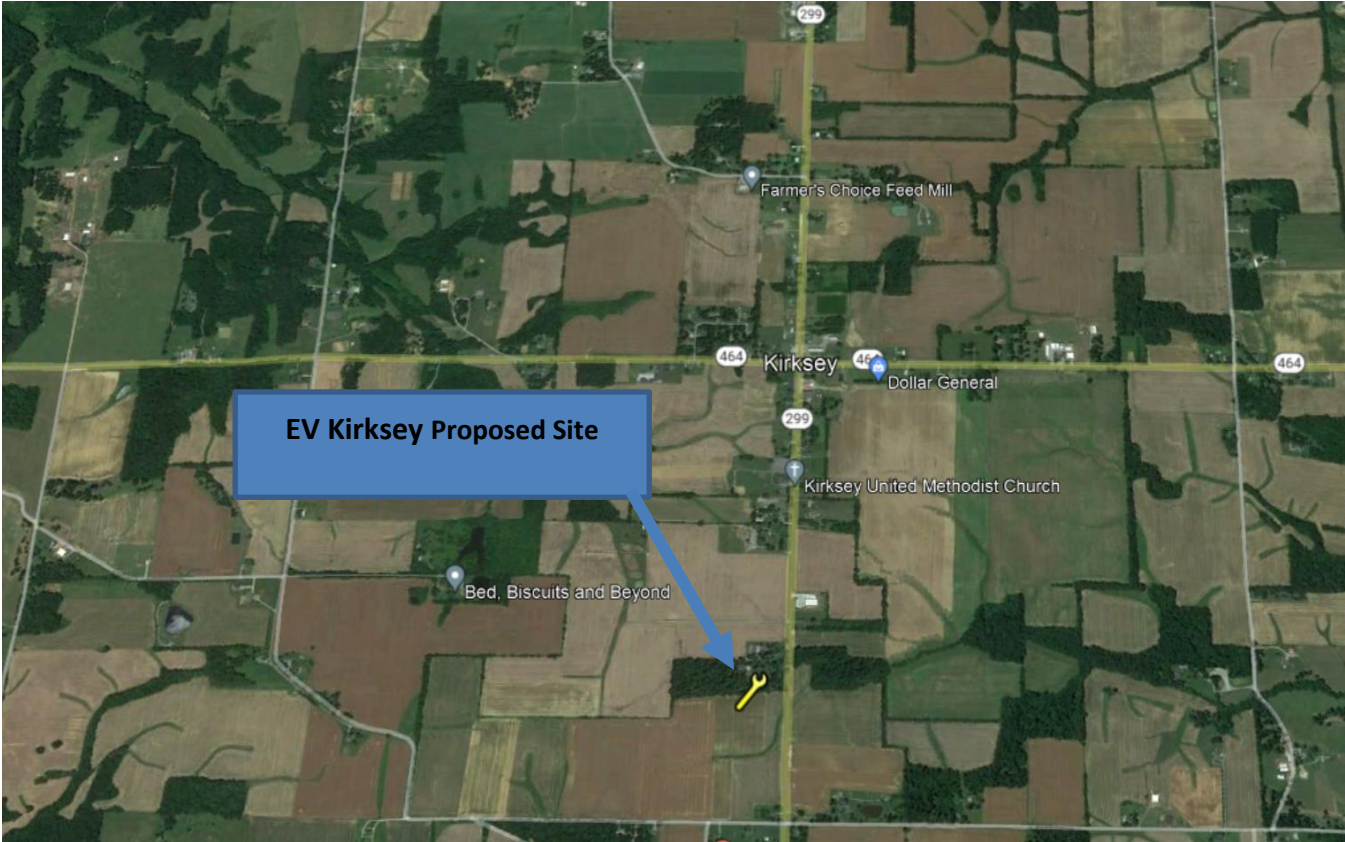 299
Farmer's Choice Feed Mill
464
Kirksey
464
464
Dollar General
EV Kirksey Proposed Site
299
Kirksey United Methodist Church
Bed, Biscuits and Beyond